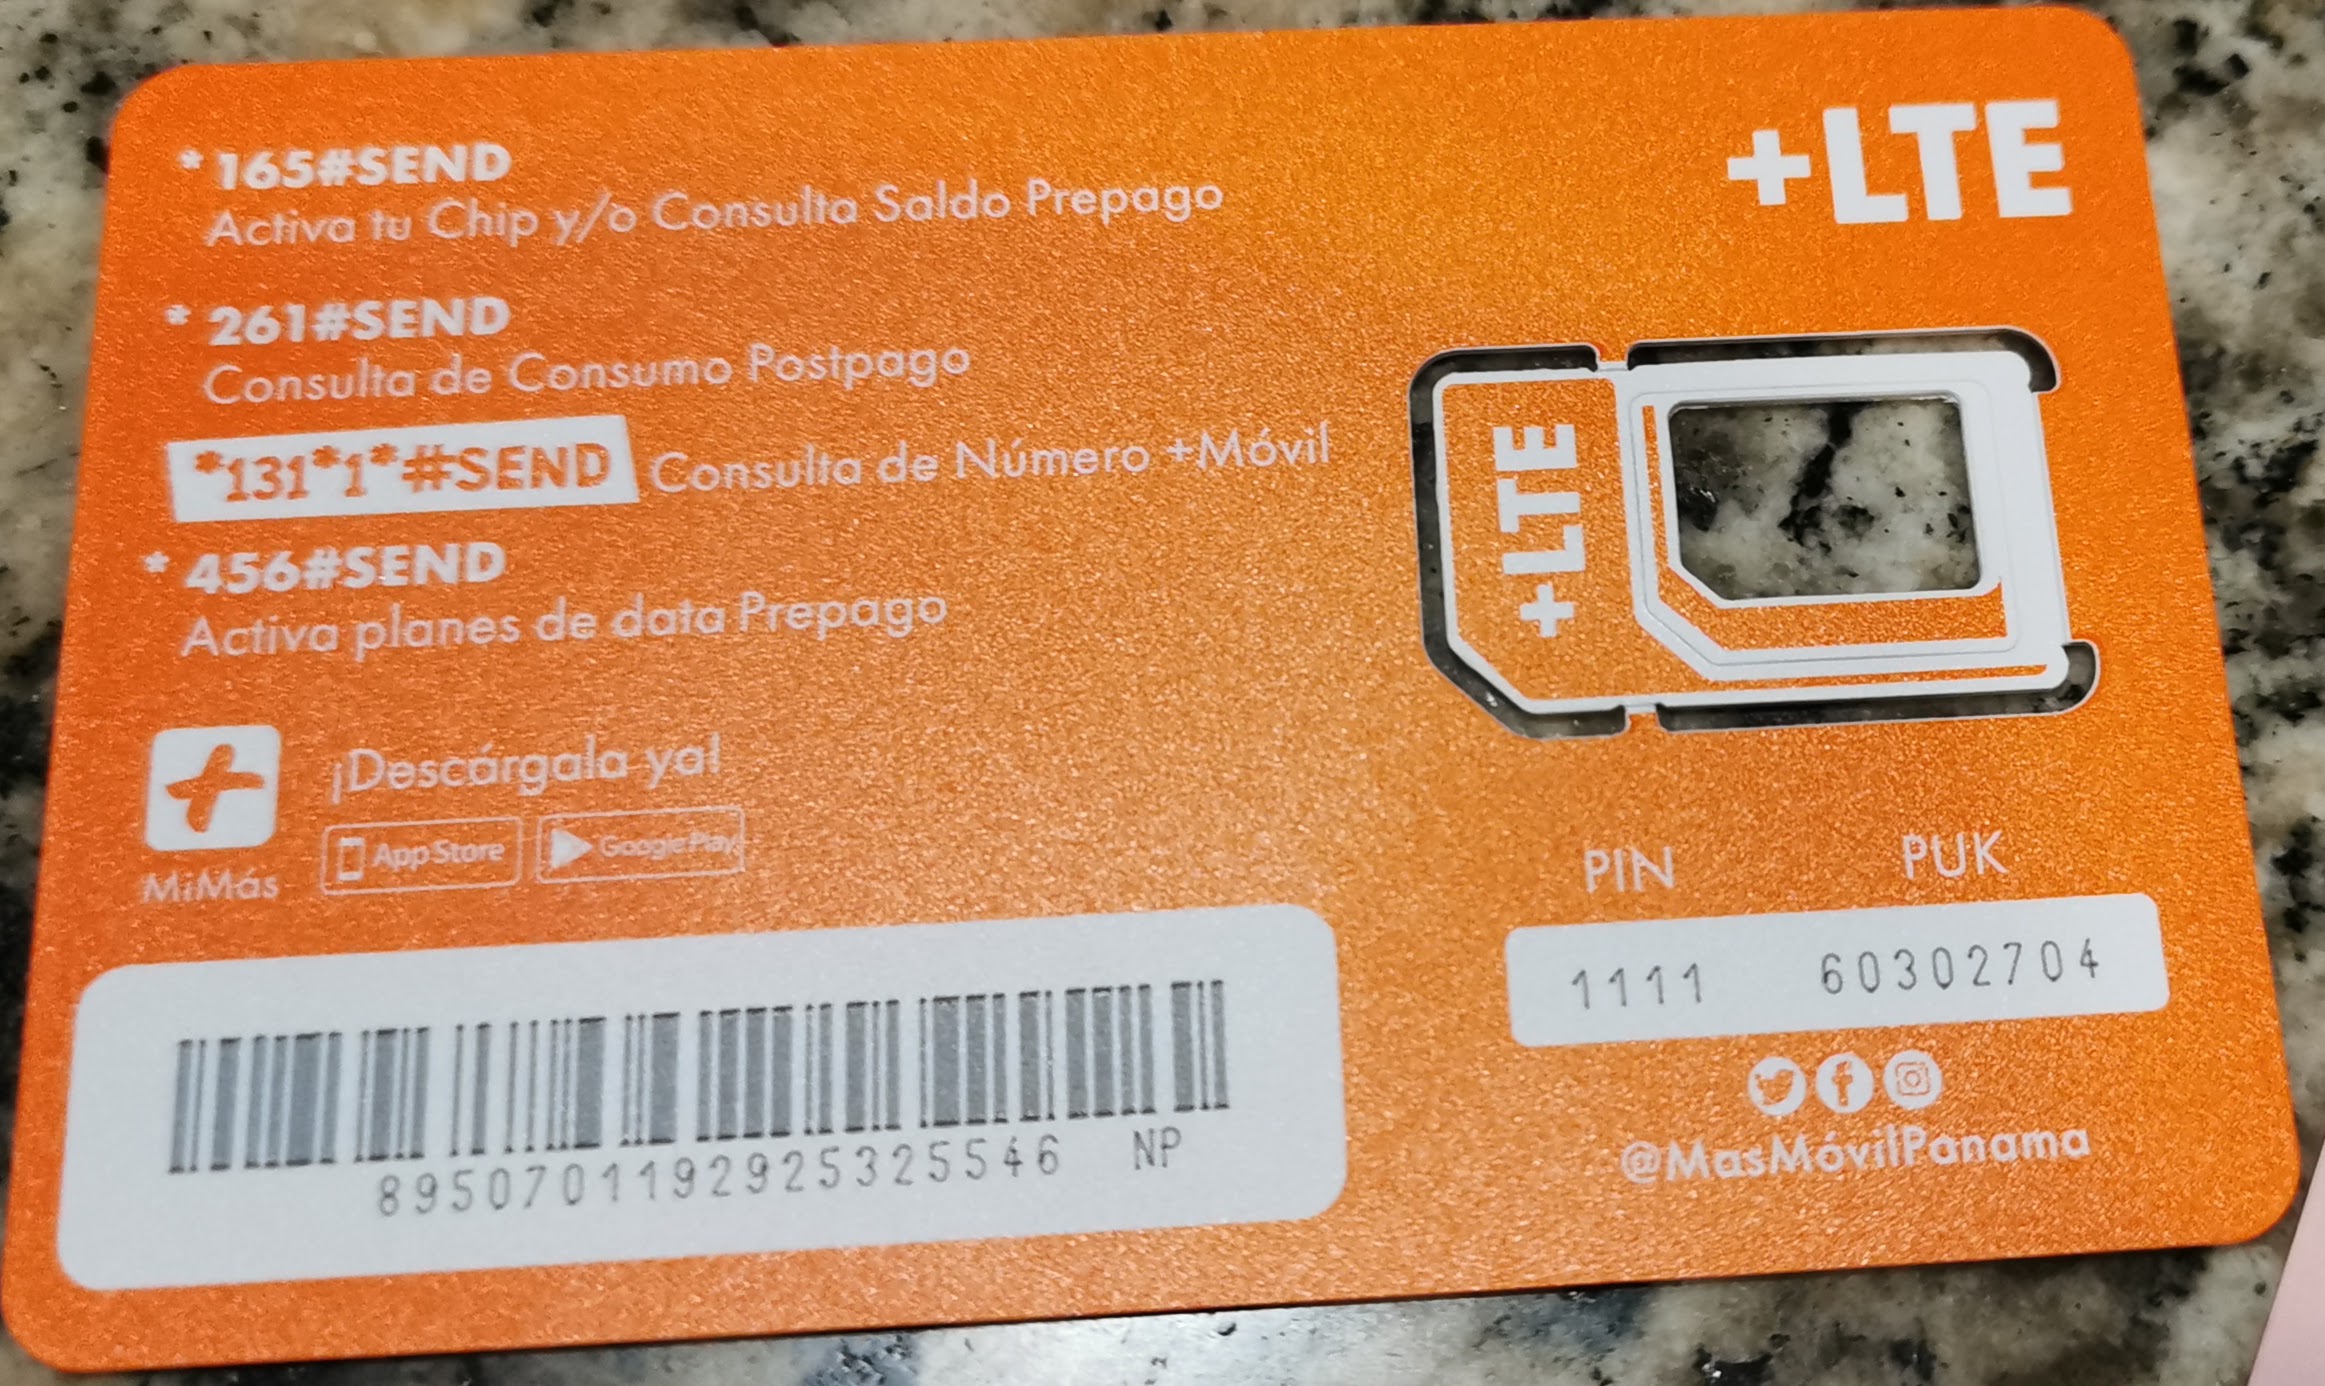 +LTE
*165#SEND
Activa tu Chip y/o Consulta Saldo Prepago
*261#SEND
Consulta de Consumo Postpago
*131*1*#SEND Consulta de Número +Móvil
*456#SEND
Activa planes de data Prepago
+LTE
¡Descárgala ya!
App Store Google Play
MiMás
PIN PUK
1111 60302704
8950701192925325546 NP
@MasMóvilPanama